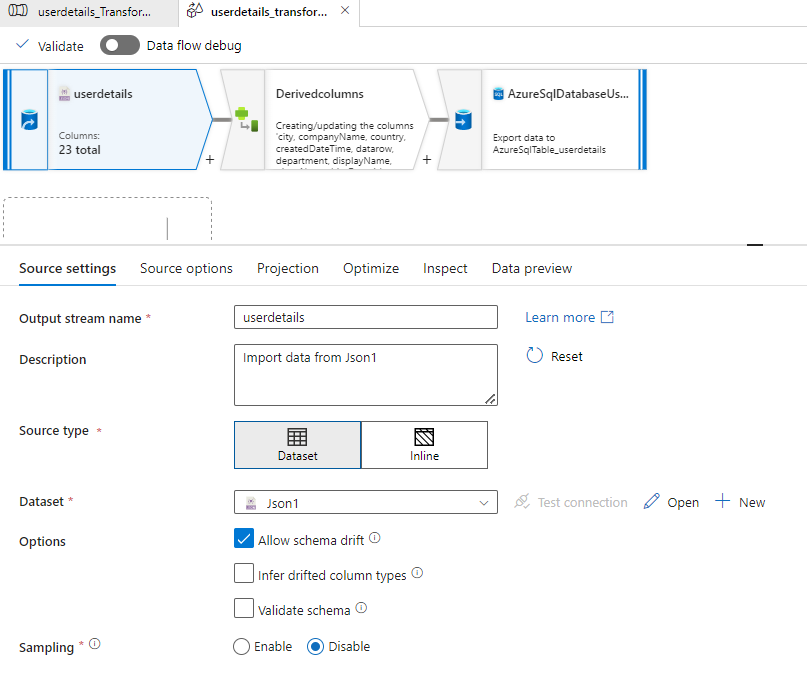 userdetails_Transfor...
userdetails_transfor...
Validate
Data flow debug
userdetails
Columns:
23 total
+
Derivedcolumns
Creating/updating the columns
'city, companyName, country,
createdDateTime, datarow,
department, displayName,
+
SQL
AzureSqlDatabaseUs...
Export data to
AzureSqlTable_userdetails
Source settings
Source options
Projection
Optimize
Inspect
Data preview
Output stream name *
userdetails
Learn more
Description
Import data from Json1
Reset
Source type *
Dataset
Inline
Dataset *
Json1
Test connection
Open
New
Options
Allow schema drift
Infer drifted column types
Validate schema
Sampling *
Enable
Disable